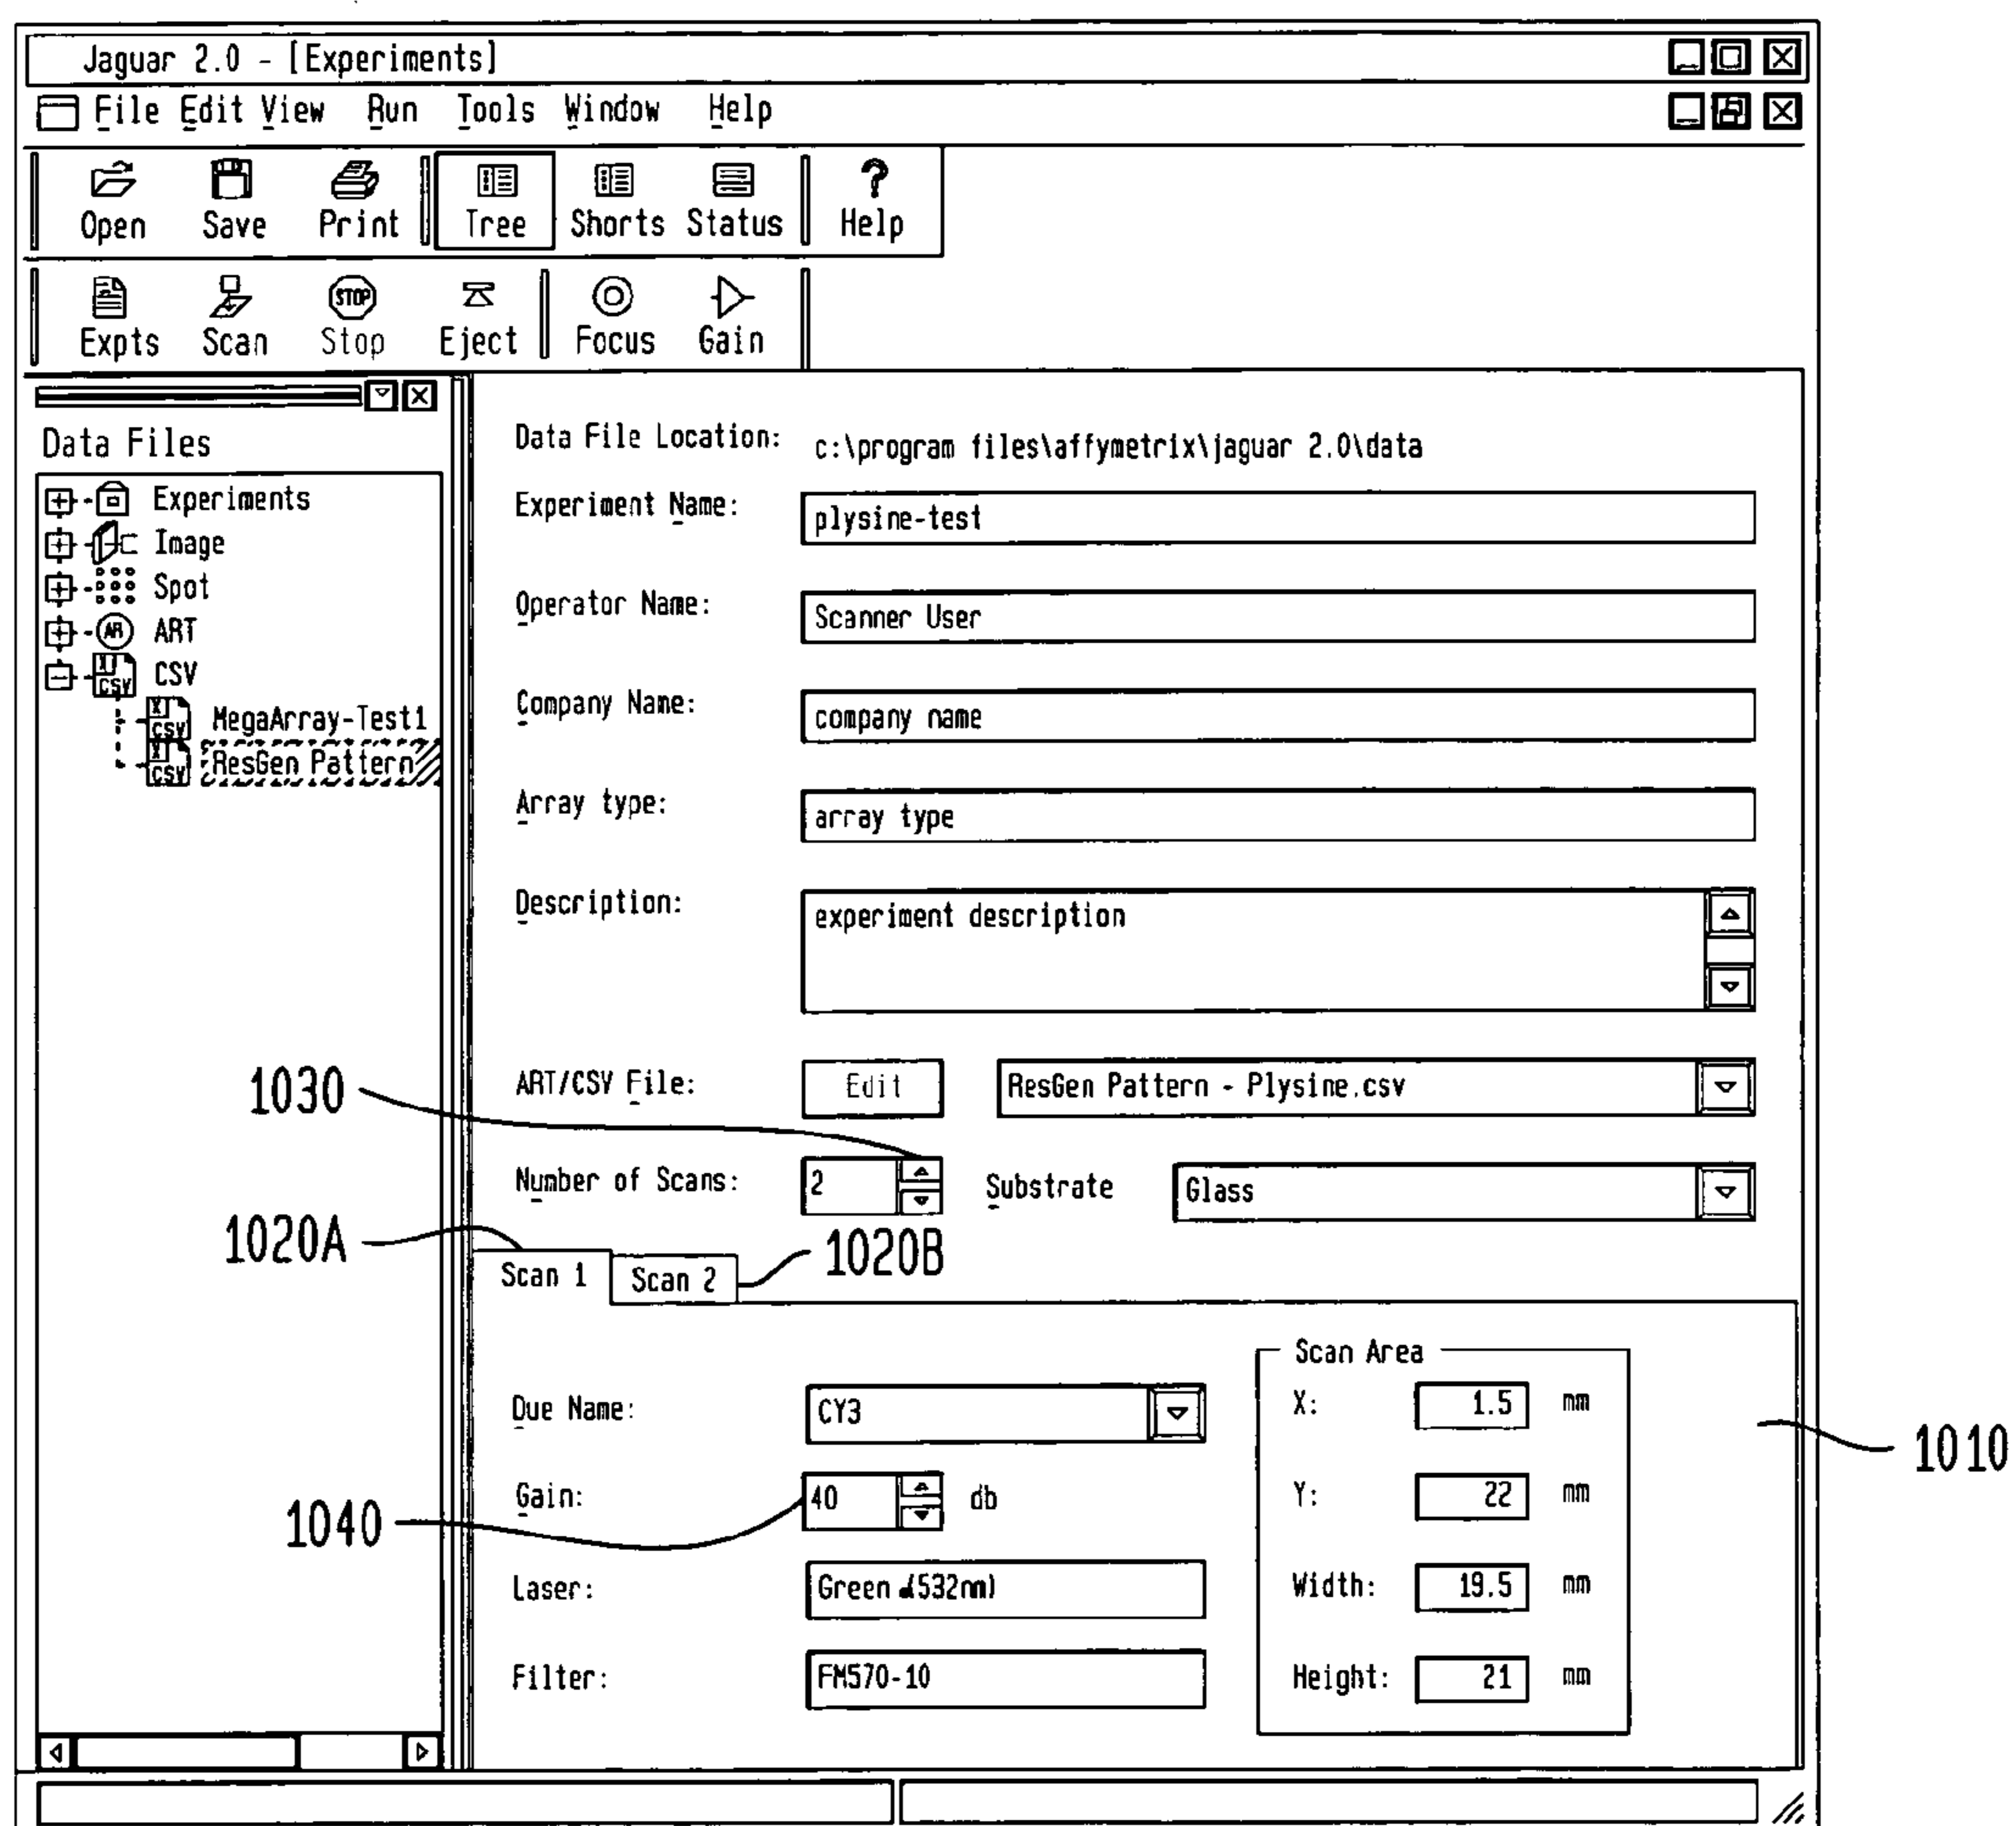 Jaguar 2.0 - [Experiments]
File Edit View Run Tools Window Help
Open Save Print Tree Shorts Status Help
Expts Scan STOP Stop Eject Focus Gain
Data Files
Experiments
Image
Spot
AR ART
CSV CSV
CSV MegaArray-Test1
CSV ResGen Pattern
Data File Location: c:\program files\affymetrix\jaguar 2.0\data
Experiment Name: plysine-test
Operator Name: Scanner User
Company Name: company name
Array type: array type
Description: experiment description
ART/CSV File: Edit ResGen Pattern - Plysine.csv
1030
Number of Scans: 2 Substrate Glass
1020A
1020B
Scan 1 Scan 2
Due Name: CY3
Gain: 40 db
1040
Laser: Green (532nm)
Filter: FM570-10
Scan Area
X: 1.5 mm
Y: 22 mm
Width: 19.5 mm
Height: 21 mm
1010